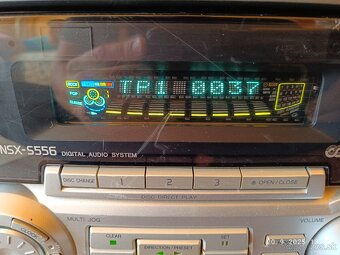 ROCK
POP
CLASSIC
TP1 0037
NSX-S556
DIGITAL AUDIO SYSTEM
DISC CHANGE 1 2 3 OPEN/CLOSE
DISC DIRECT PLAY
MULTI JOG
VOLUME
CLEAR
DIRECTION/PRESET
SET